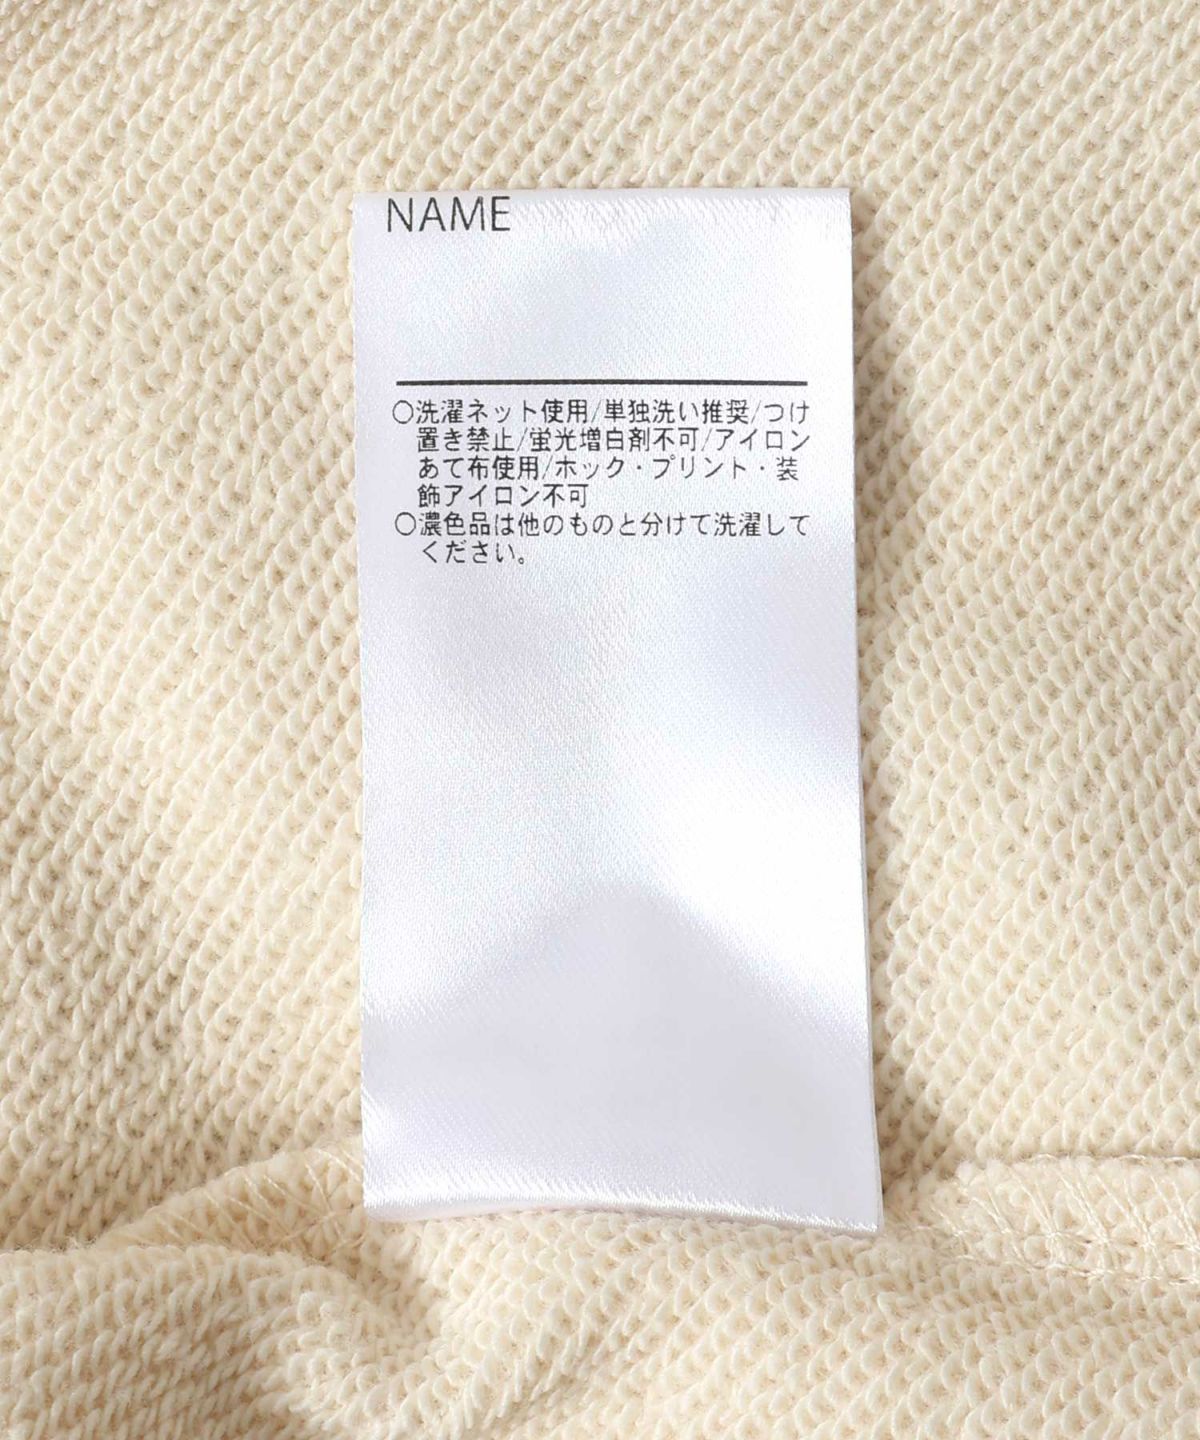 NAME
○洗濯ネット使用/単独洗い推奨/つけ
置き禁止/蛍光増白剤不可/アイロン
あて布使用/ホック・プリント・装
飾アイロン不可
○濃色品は他のものと分けて洗濯して
ください。